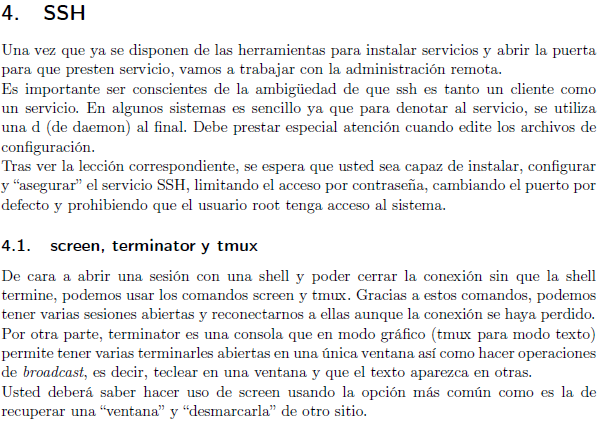 4. SSH
Una vez que ya se disponen de las herramientas para instalar servicios y abrir la puerta
para que presten servicio, vamos a trabajar con la administración remota.
Es importante ser conscientes de la ambigüedad de que ssh es tanto un cliente como
un servicio. En algunos sistemas es sencillo ya que para denotar al servicio, se utiliza
una d (de daemon) al final. Debe prestar especial atención cuando edite los archivos de
configuración.
Tras ver la lección correspondiente, se espera que usted sea capaz de instalar, configurar
y “asegurar” el servicio SSH, limitando el acceso por contraseña, cambiando el puerto por
defecto y prohibiendo que el usuario root tenga acceso al sistema.
4.1. screen, terminator y tmux
De cara a abrir una sesión con una shell y poder cerrar la conexión sin que la shell
termine, podemos usar los comandos screen y tmux. Gracias a estos comandos, podemos
tener varias sesiones abiertas y reconectarnos a ellas aunque la conexión se haya perdido.
Por otra parte, terminator es una consola que en modo gráfico (tmux para modo texto)
permite tener varias terminarles abiertas en una única ventana así como hacer operaciones
de broadcast, es decir, teclear en una ventana y que el texto aparezca en otras.
Usted deberá saber hacer uso de screen usando la opción más común como es la de
recuperar una “ventana” y “desmarcarla” de otro sitio.